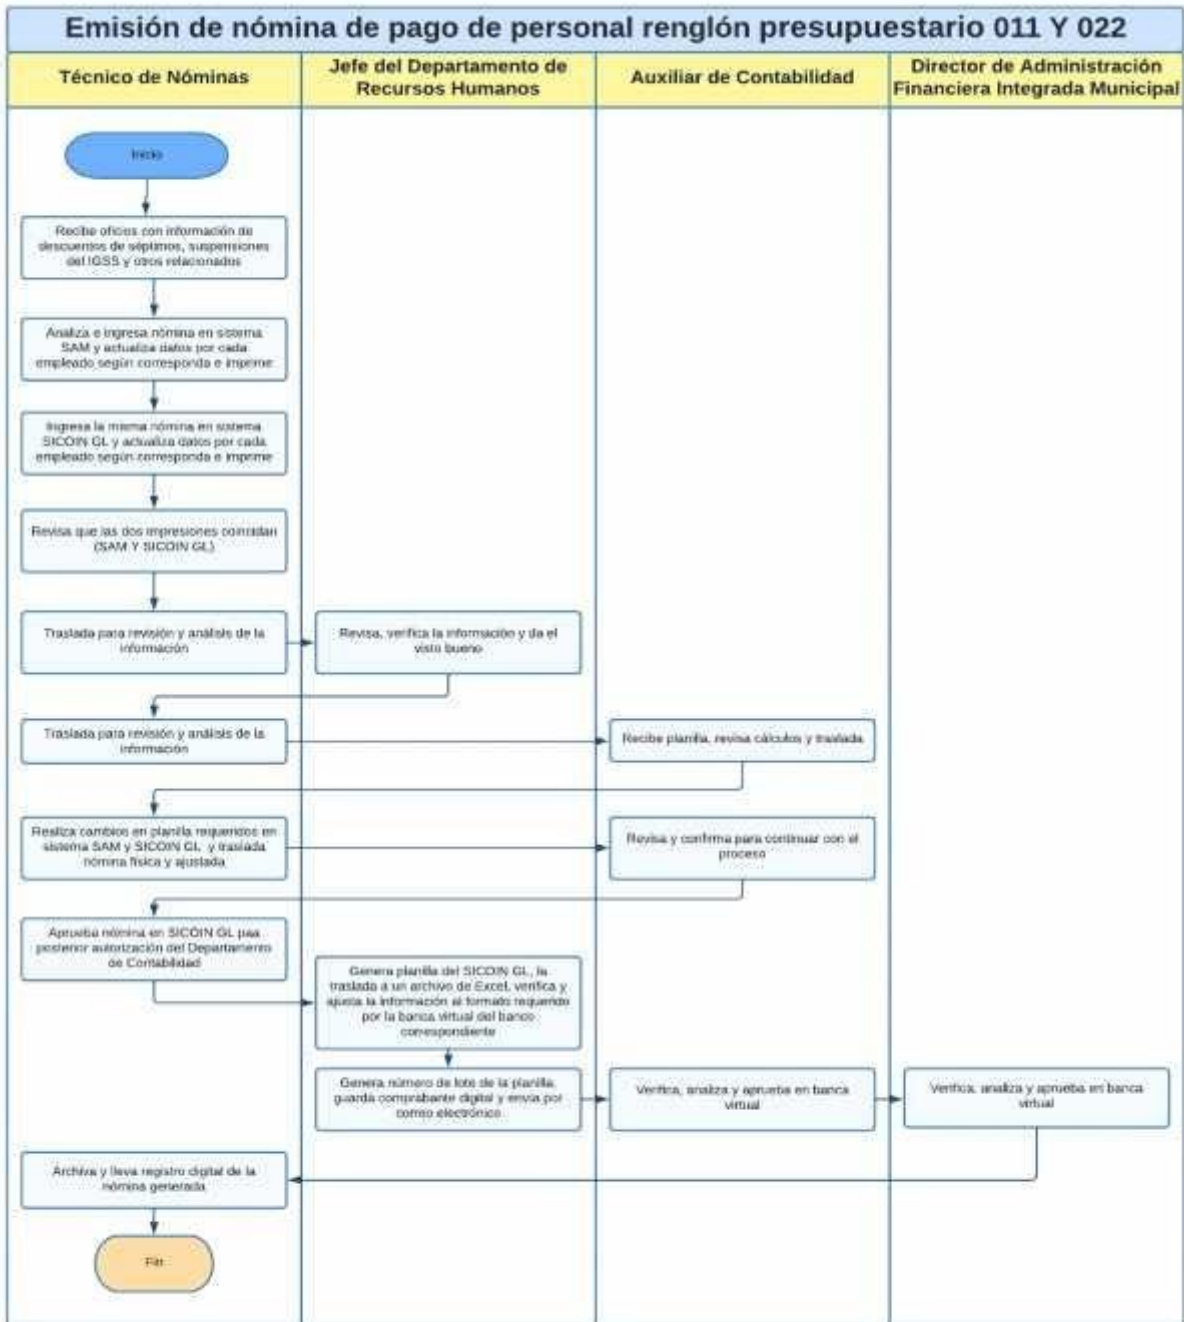 Emisión de nómina de pago de personal renglón presupuestario 011 Y 022
Técnico de Nóminas
Jefe del Departamento de
Recursos Humanos
Auxiliar de Contabilidad
Director de Administración
Financiera Integrada Municipal
Inicio
Recibe oficios con información de
descuentos de séptimos, suspensiones
del IGSS y otros relacionados
Analiza e ingresa nómina en sistema
SAM y actualiza datos por cada
empleado según corresponda e imprime
Ingresa la misma nómina en sistema
SICOIN GL y actualiza datos por cada
empleado según corresponda e imprime
Revisa que las dos impresiones coincidan
(SAM Y SICOIN GL)
Traslada para revisión y análisis de la
información
Revisa, verifica la información y da el
visto bueno
Traslada para revisión y análisis de la
información
Recibe planilla, revisa cálculos y traslada
Realiza cambios en planilla requeridos en
sistema SAM y SICOIN GL y traslada
nómina física y ajustada
Revisa y confirma para continuar con el
proceso
Aprueba nómina en SICOIN GL paa
posterior autorización del Departamento
de Contabilidad
Genera planilla del SICOIN GL, la
traslada a un archivo de Excel, verifica y
ajusta la información al formato requerido
por la banca virtual del banco
correspondiente
Genera número de lote de la planilla,
guarda comprobante digital y envía por
correo electrónico
Verifica, analiza y aprueba en banca
virtual
Verifica, analiza y aprueba en banca
virtual
Archiva y lleva registro digital de la
nómina generada
Fin